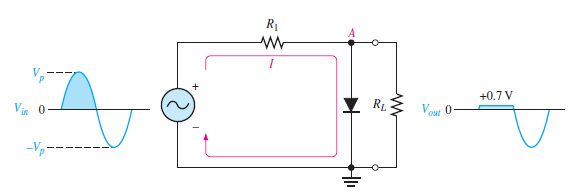 R1
A
I
Vp
Vin 0
–Vp
+
–
RL
+0.7 V
Vout 0